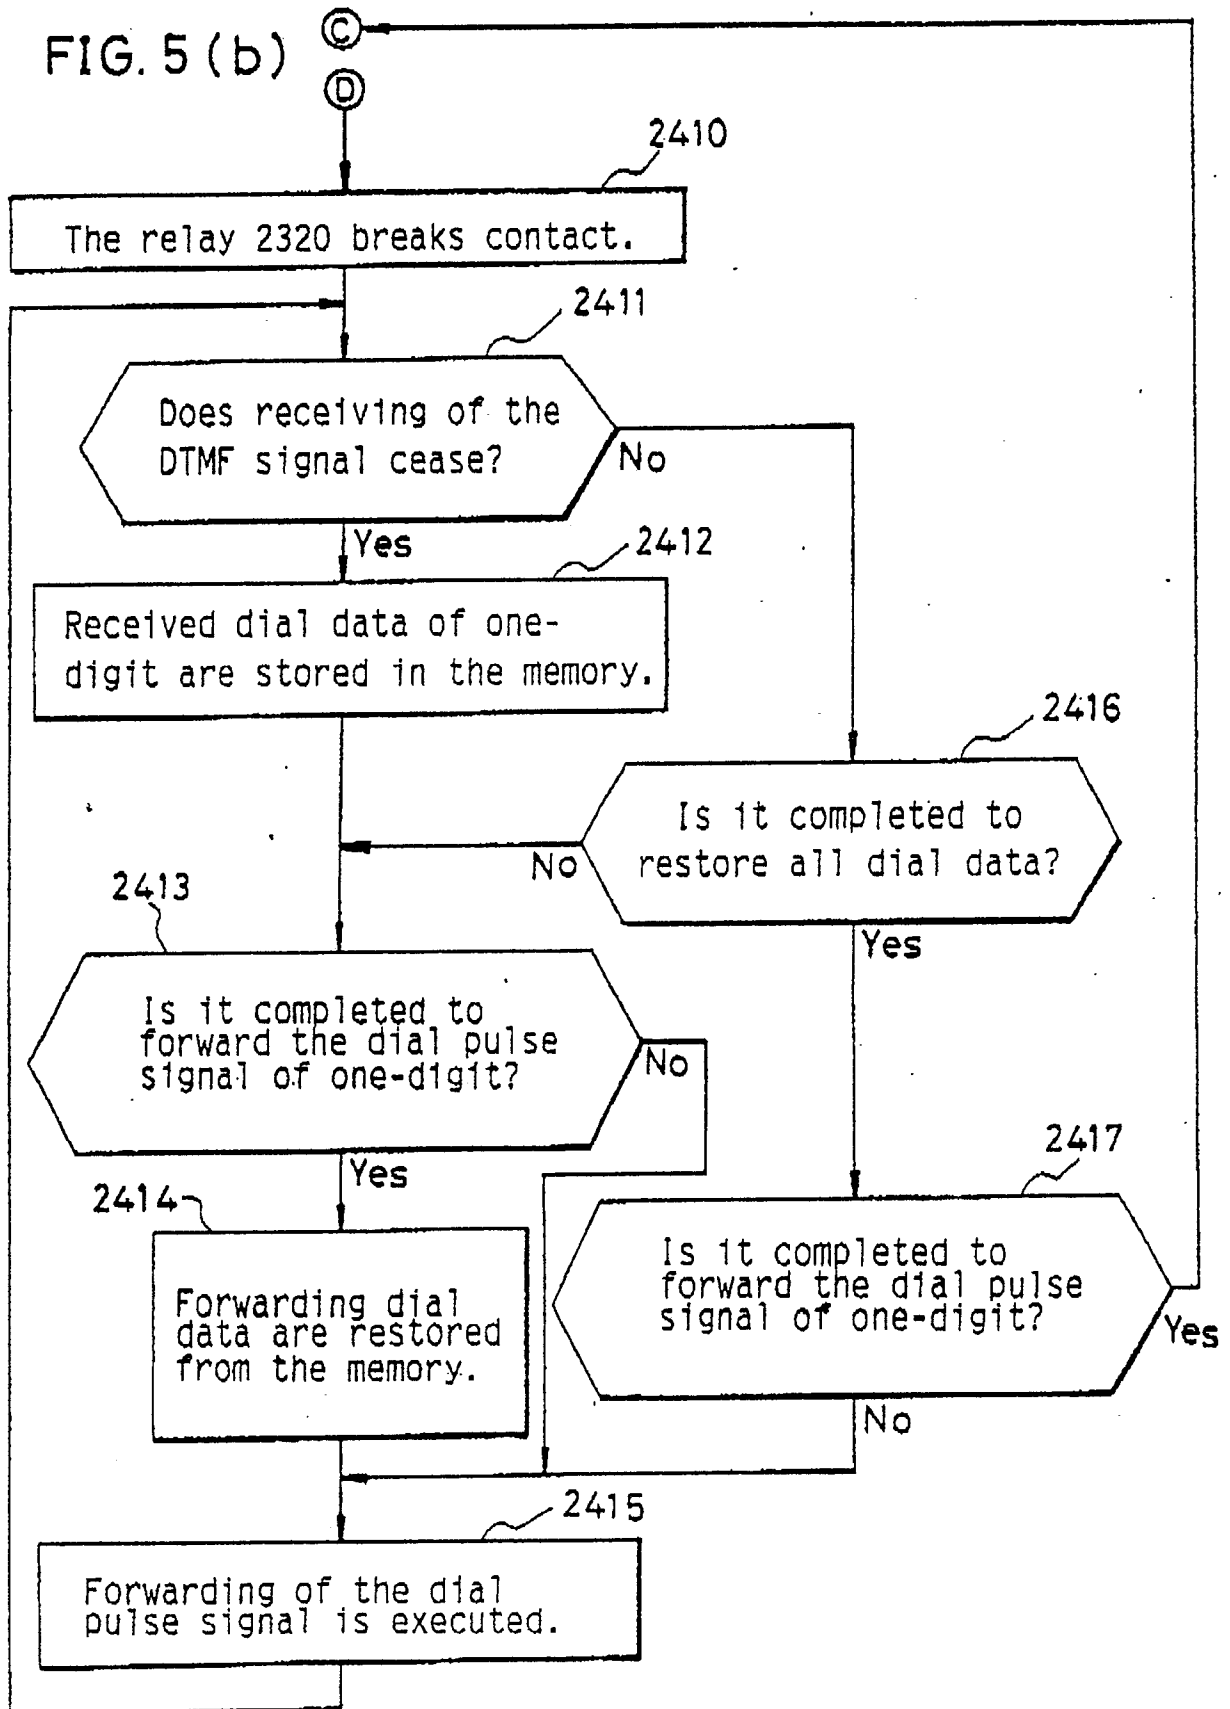 FIG. 5 (b)
C
D
2410
The relay 2320 breaks contact.
2411
Does receiving of the
DTMF signal cease?
No
Yes
2412
Received dial data of one-
digit are stored in the memory.
2416
Is it completed to
restore all dial data?
No
Yes
2413
Is it completed to
forward the dial pulse
signal of one-digit?
No
Yes
2417
Is it completed to
forward the dial pulse
signal of one-digit?
Yes
No
2414
Forwarding dial
data are restored
from the memory.
2415
Forwarding of the dial
pulse signal is executed.